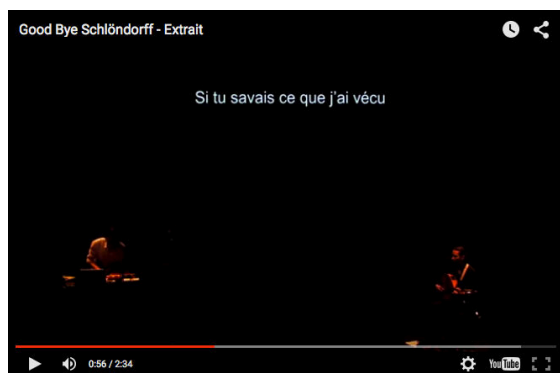 Good Bye Schlöndorff - Extrait
Si tu savais ce que j'ai vécu
0:56 / 2:34
YouTube